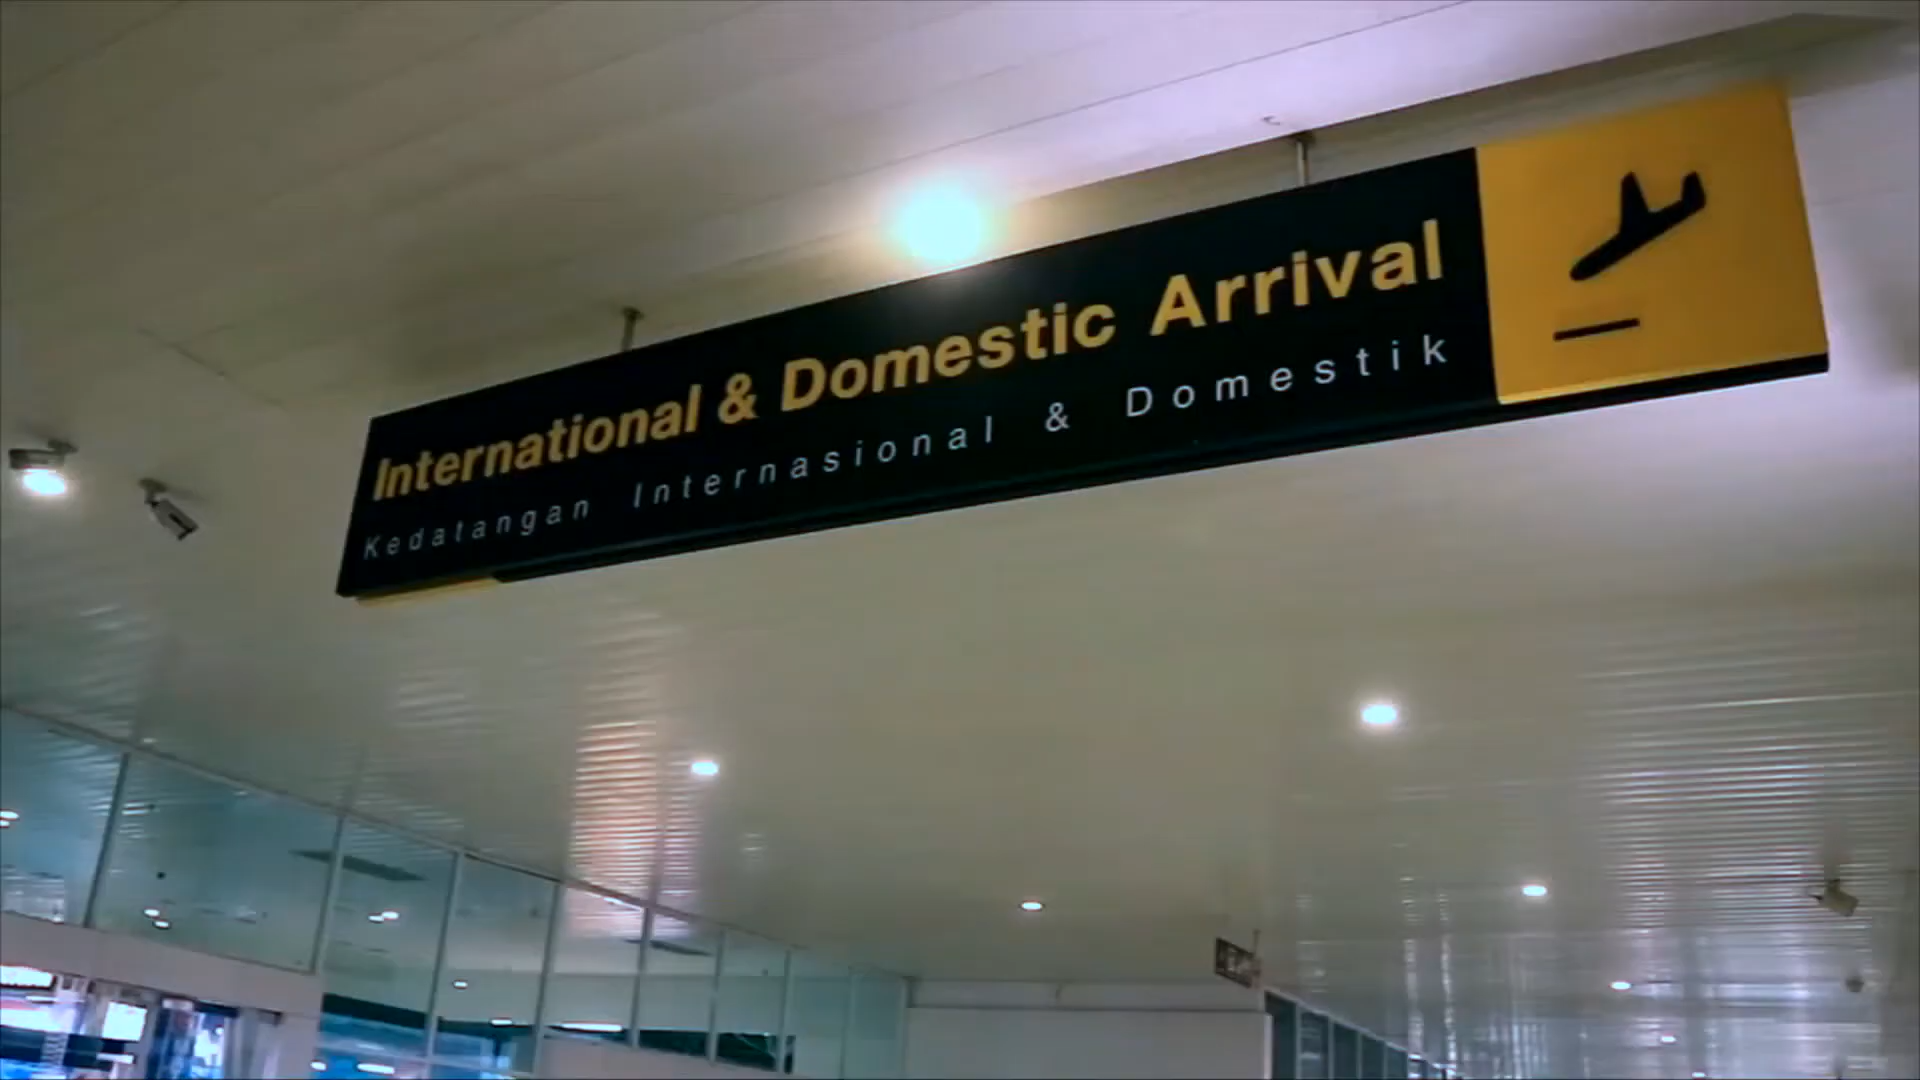 International & Domestic Arrival
Kedatangan Internasional & Domestik